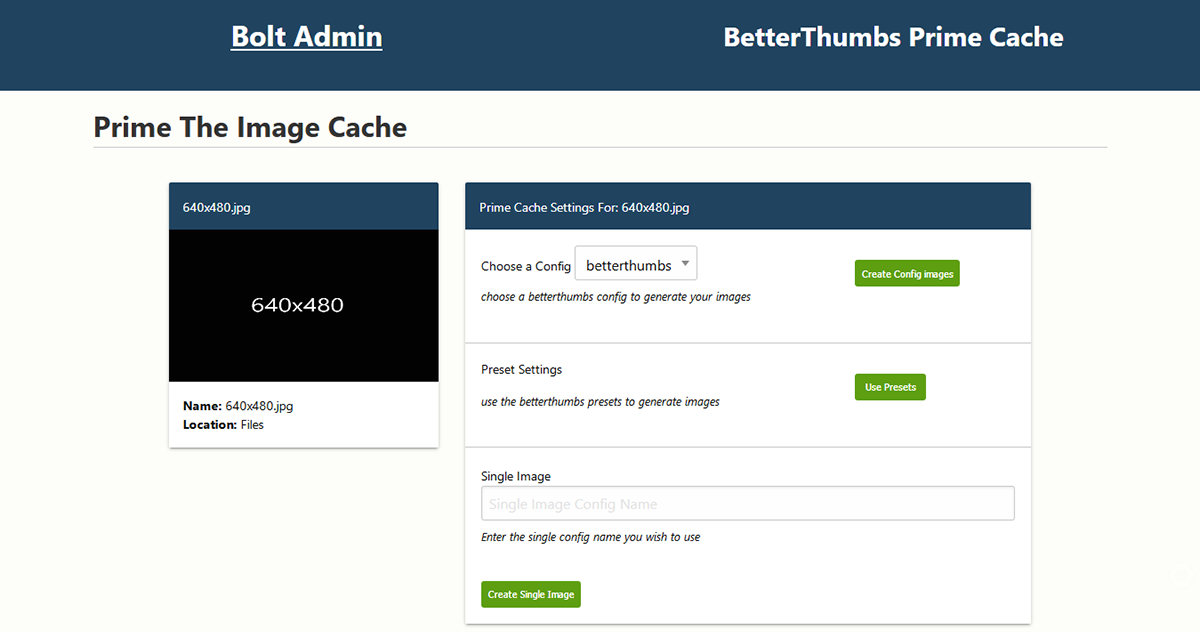 Bolt Admin
BetterThumbs Prime Cache
Prime The Image Cache
640x480.jpg
640x480
Name: 640x480.jpg
Location: Files
Prime Cache Settings For: 640x480.jpg
Choose a Config betterthumbs
Create Config images
choose a betterthumbs config to generate your images
Preset Settings
Use Presets
use the betterthumbs presets to generate images
Single Image
Single Image Config Name
Enter the single config name you wish to use
Create Single Image